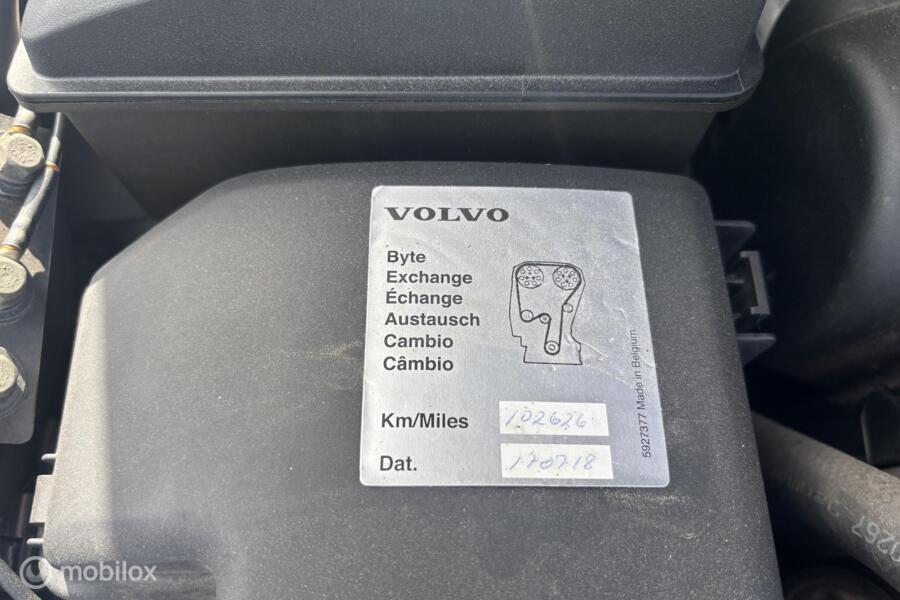 VOLVO
Byte
Exchange
Échange
Austausch
Cambio
Câmbio
Km/Miles 102626
Dat. 170718
5927377 Made in Belgium
mobilox